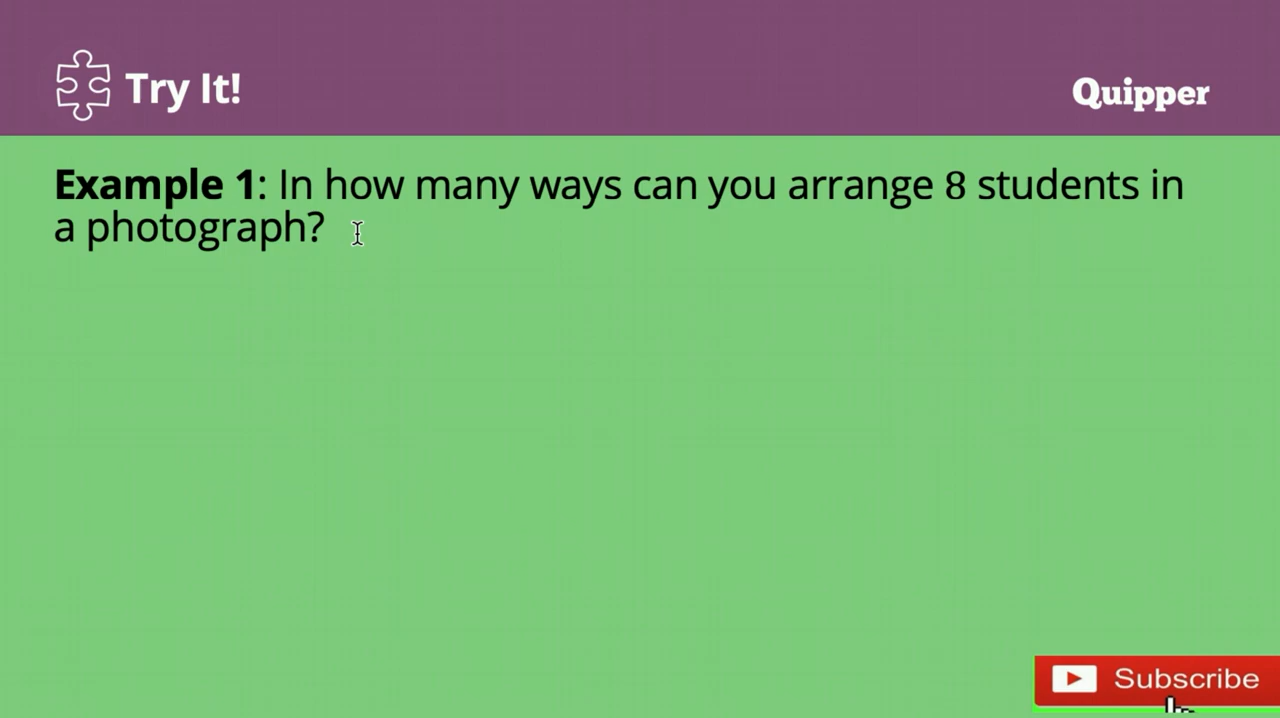 Try It!
Quipper
Example 1: In how many ways can you arrange 8 students in
a photograph?
Subscribe